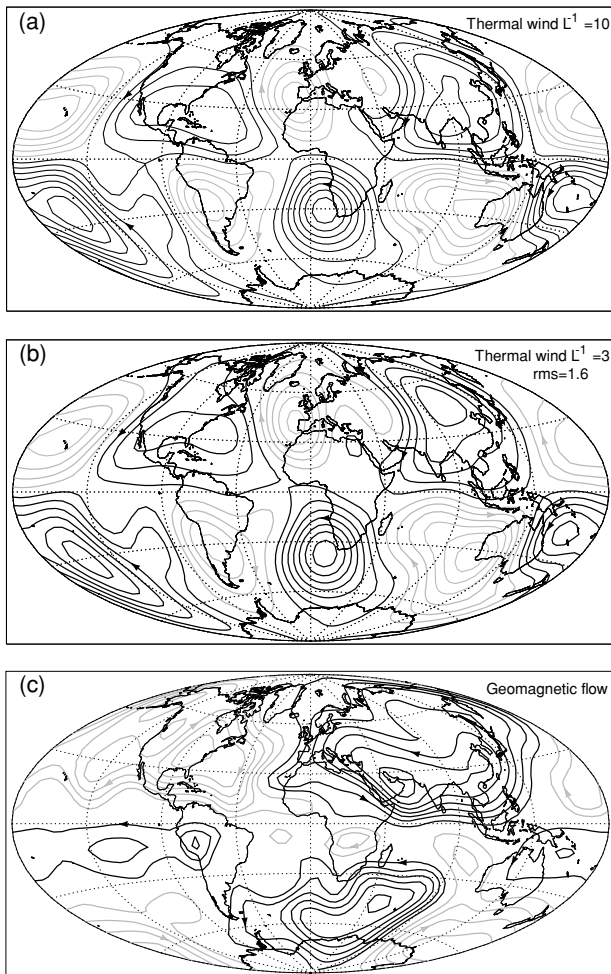 (a)
Thermal wind L⁻¹ =10
(b)
Thermal wind L⁻¹ =3
rms=1.6
(c)
Geomagnetic flow